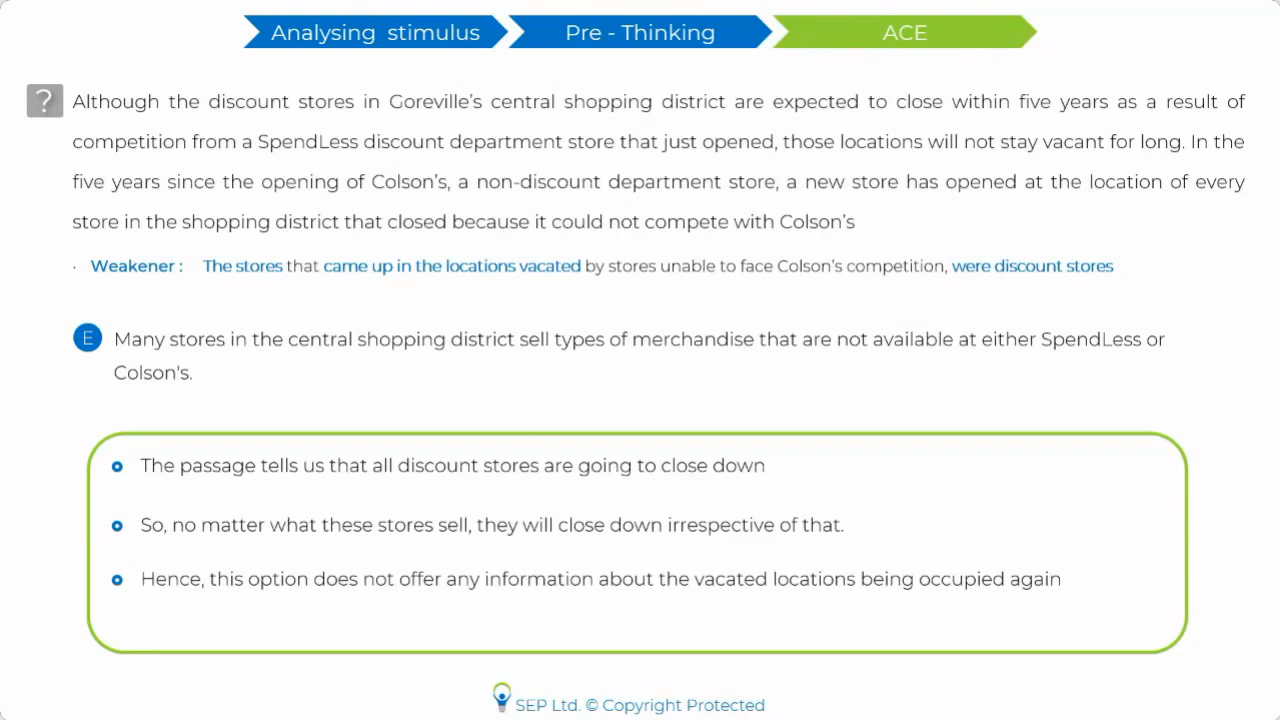 Analysing stimulus
Pre - Thinking
ACE
?
Although the discount stores in Goreville's central shopping district are expected to close within five years as a result of
competition from a SpendLess discount department store that just opened, those locations will not stay vacant for long. In the
five years since the opening of Colson's, a non-discount department store, a new store has opened at the location of every
store in the shopping district that closed because it could not compete with Colson's
· Weakener : The stores that came up in the locations vacated by stores unable to face Colson's competition, were discount stores
E Many stores in the central shopping district sell types of merchandise that are not available at either SpendLess or
Colson's.
The passage tells us that all discount stores are going to close down
So, no matter what these stores sell, they will close down irrespective of that.
Hence, this option does not offer any information about the vacated locations being occupied again
SEP Ltd. © Copyright Protected